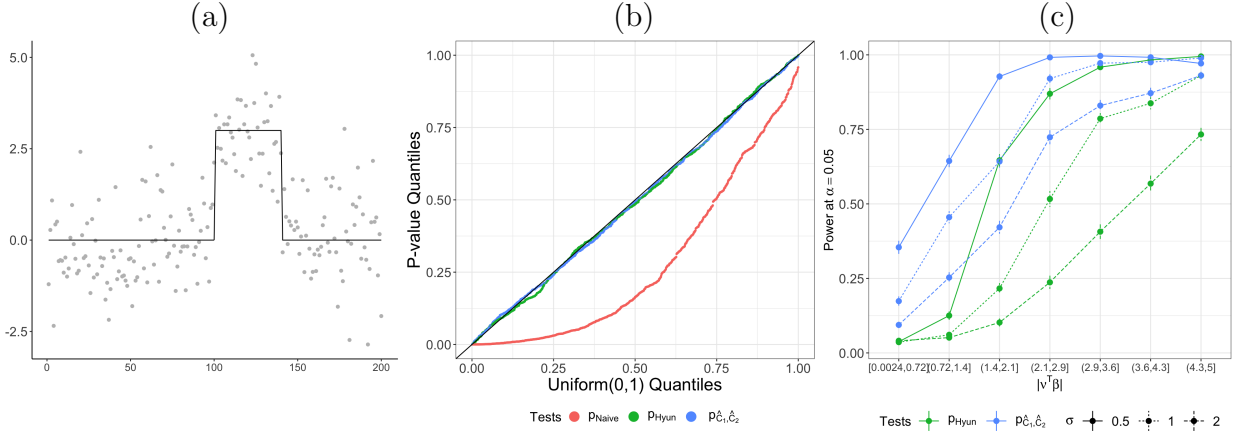 (a)
5.0
2.5
0.0
-2.5
0
50
100
150
200
(b)
P-value Quantiles
1.00
0.75
0.50
0.25
0.00
0.00 0.25 0.50 0.75 1.00
Uniform(0,1) Quantiles
Tests p_Naive p_Hyun p_Ĉ₁,Ĉ₂
(c)
Power at α = 0.05
1.00
0.75
0.50
0.25
0.00
[0.0024,0.72] (0.72,1.4] (1.4,2.1] (2.1,2.9] (2.9,3.6] (3.6,4.3] (4.3,5]
|ν^Tβ|
Tests p_Hyun p_Ĉ₁,Ĉ₂ σ 0.5 1 2